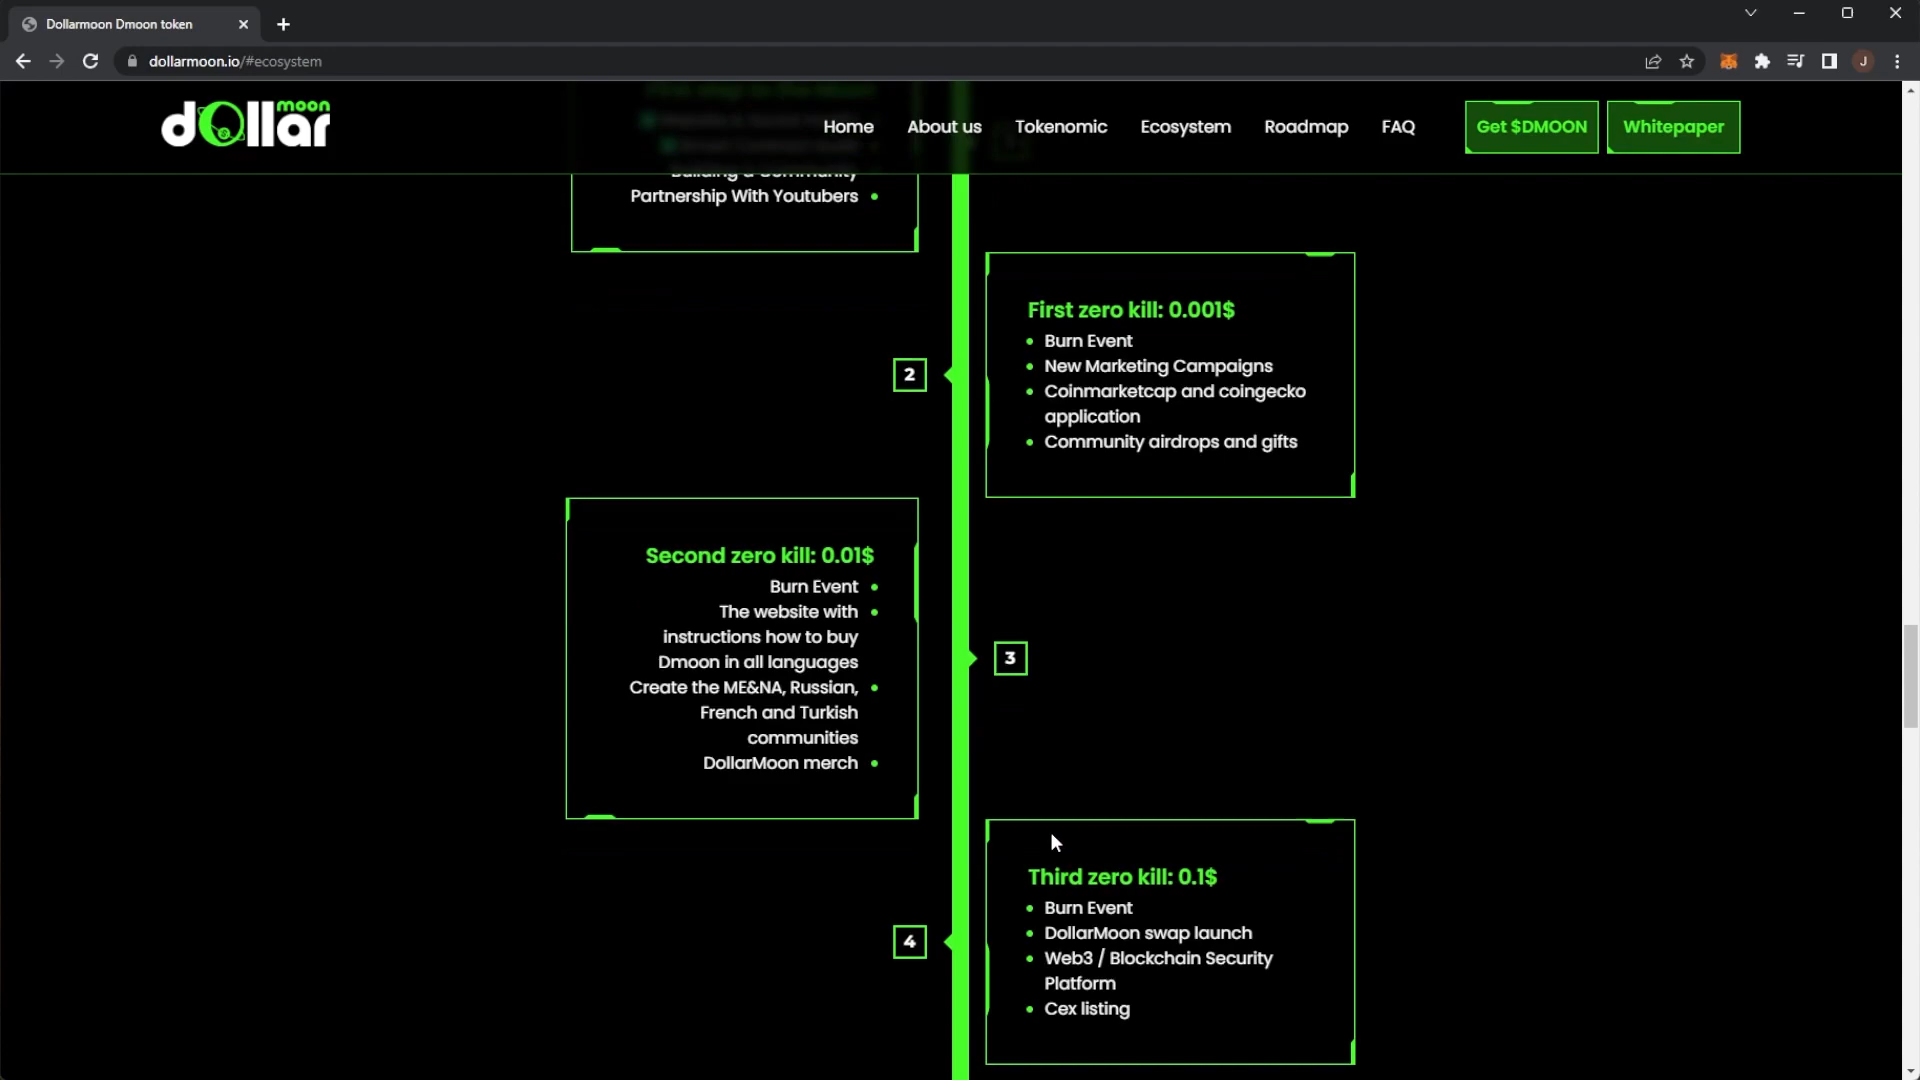 Dollarmoon Dmoon token
dollarmoon.io/#ecosystem
J
dollar
moon
Home
About us
Tokenomic
Ecosystem
Roadmap
FAQ
Get $DMOON
Whitepaper
Building a Community
Partnership With Youtubers
2
First zero kill: 0.001$
Burn Event
New Marketing Campaigns
Coinmarketcap and coingecko
application
Community airdrops and gifts
Second zero kill: 0.01$
Burn Event
The website with
instructions how to buy
Dmoon in all languages
Create the ME&NA, Russian,
French and Turkish
communities
DollarMoon merch
3
4
Third zero kill: 0.1$
Burn Event
DollarMoon swap launch
Web3 / Blockchain Security
Platform
Cex listing